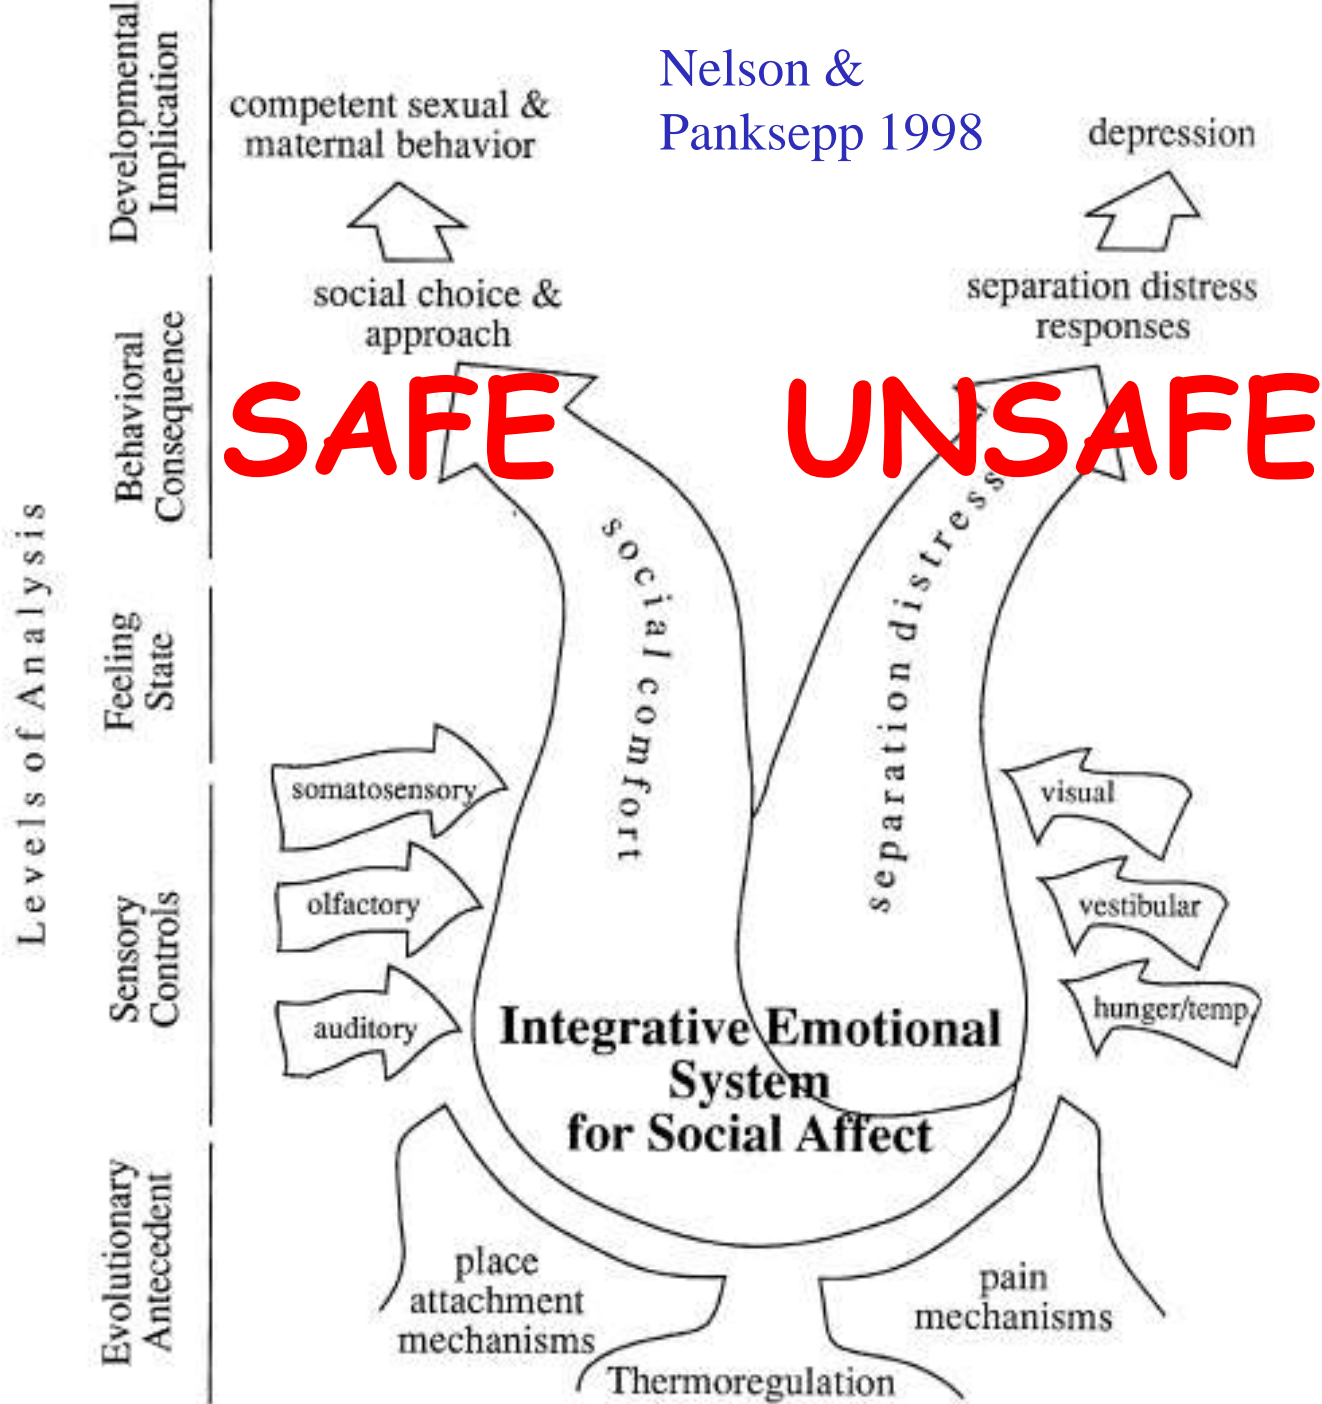 Nelson &
Panksepp 1998
Levels of Analysis
Developmental
Implication
competent sexual &
maternal behavior
depression
Behavioral
Consequence
social choice &
approach
separation distress
responses
SAFE
UNSAFE
Feeling
State
social comfort
separation distress
Sensory
Controls
somatosensory
olfactory
auditory
visual
vestibular
hunger/temp.
Integrative Emotional
System
for Social Affect
Evolutionary
Antecedent
place
attachment
mechanisms
pain
mechanisms
Thermoregulation